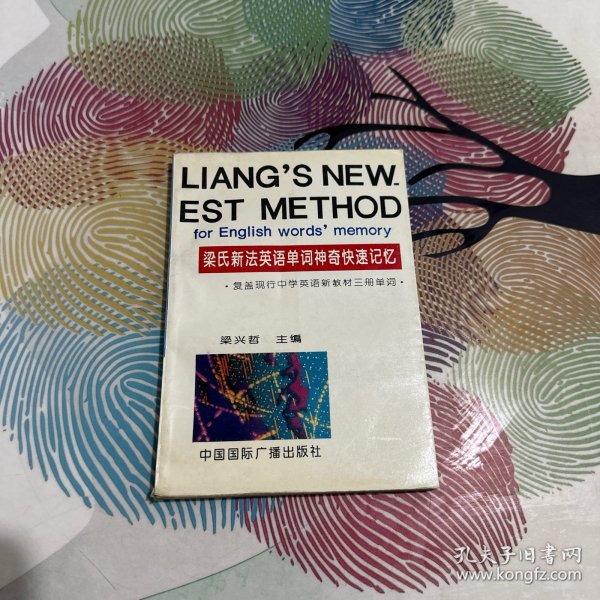 LIANG'S NEW-
EST METHOD
for English words' memory
梁氏新法英语单词神奇快速记忆
·复盖现行中学英语新教材三册单词·
梁兴哲 主编
中国国际广播出版社
孔夫子旧书网
www.kongfz.com